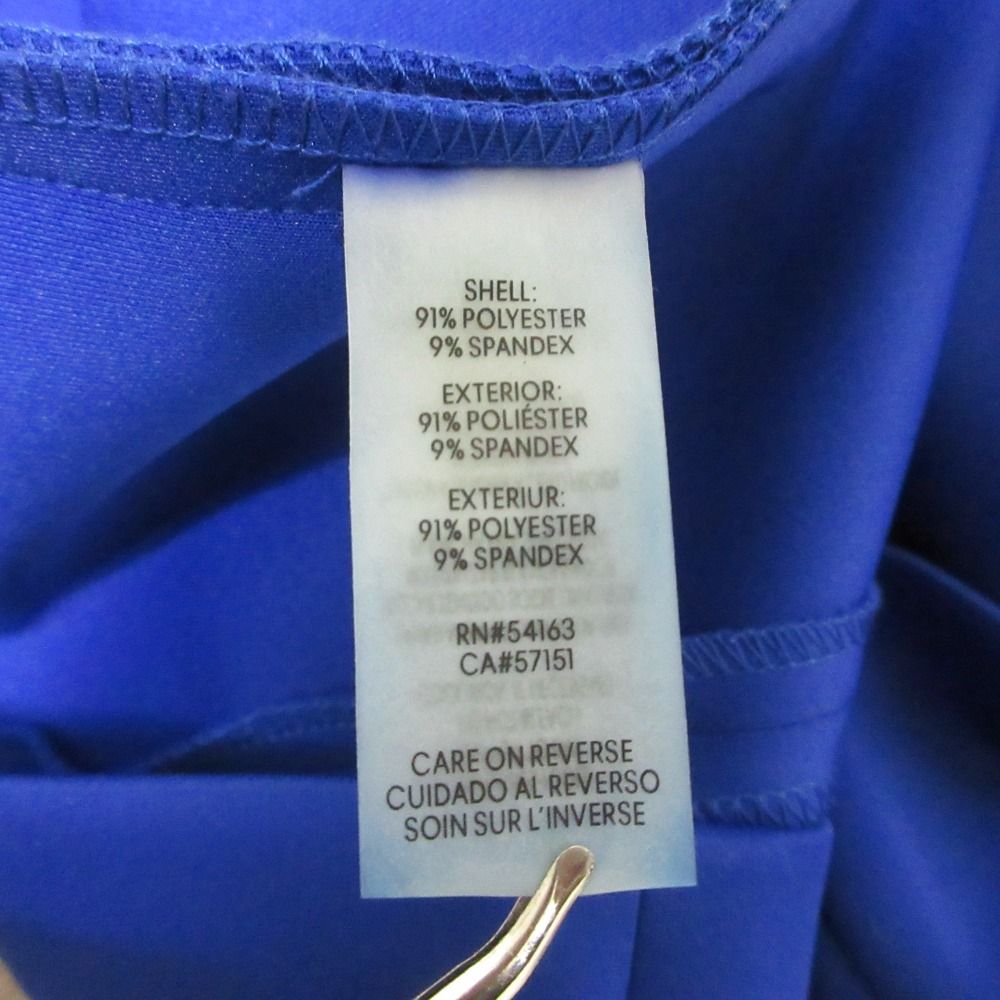 SHELL:
91% POLYESTER
9% SPANDEX
EXTERIOR:
91% POLIÉSTER
9% SPANDEX
EXTERIUR:
91% POLYESTER
9% SPANDEX
RN#54163
CA#57151
CARE ON REVERSE
CUIDADO AL REVERSO
SOIN SUR L'INVERSE